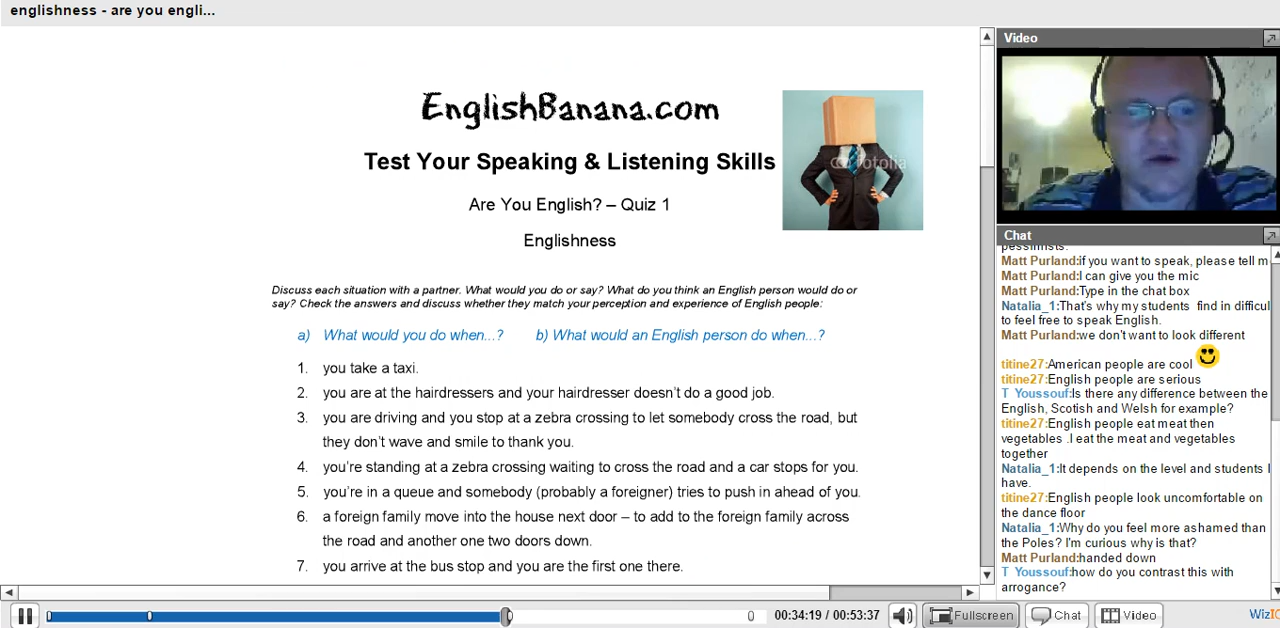 englishness - are you engli...
EnglishBanana.com
Test Your Speaking & Listening Skills
fotolia
Are You English? – Quiz 1
Englishness
Discuss each situation with a partner. What would you do or say? What do you think an English person would do or
say? Check the answers and discuss whether they match your perception and experience of English people:
a) What would you do when...? b) What would an English person do when...?
1. you take a taxi.
2. you are at the hairdressers and your hairdresser doesn't do a good job.
3. you are driving and you stop at a zebra crossing to let somebody cross the road, but
they don't wave and smile to thank you.
4. you're standing at a zebra crossing waiting to cross the road and a car stops for you.
5. you're in a queue and somebody (probably a foreigner) tries to push in ahead of you.
6. a foreign family move into the house next door – to add to the foreign family across
the road and another one two doors down.
7. you arrive at the bus stop and you are the first one there.
Video
Chat
pessimists.
Matt Purland:if you want to speak, please tell m
Matt Purland:I can give you the mic
Matt Purland:Type in the chat box
Natalia_1:That's why my students find in difficul
to feel free to speak English.
Matt Purland:we don't want to look different
titine27:American people are cool
titine27:English people are serious
T Youssouf:Is there any difference between the
English, Scotish and Welsh for example?
titine27:English people eat meat then
vegetables .I eat the meat and vegetables
together
Natalia_1:It depends on the level and students I
have.
titine27:English people look uncomfortable on
the dance floor
Natalia_1:Why do you feel more ashamed than
the Poles? I'm curious why is that?
Matt Purland:handed down
T Youssouf:how do you contrast this with
arrogance?
0 00:34:19 / 00:53:37 Fullscreen Chat Video WizIQ